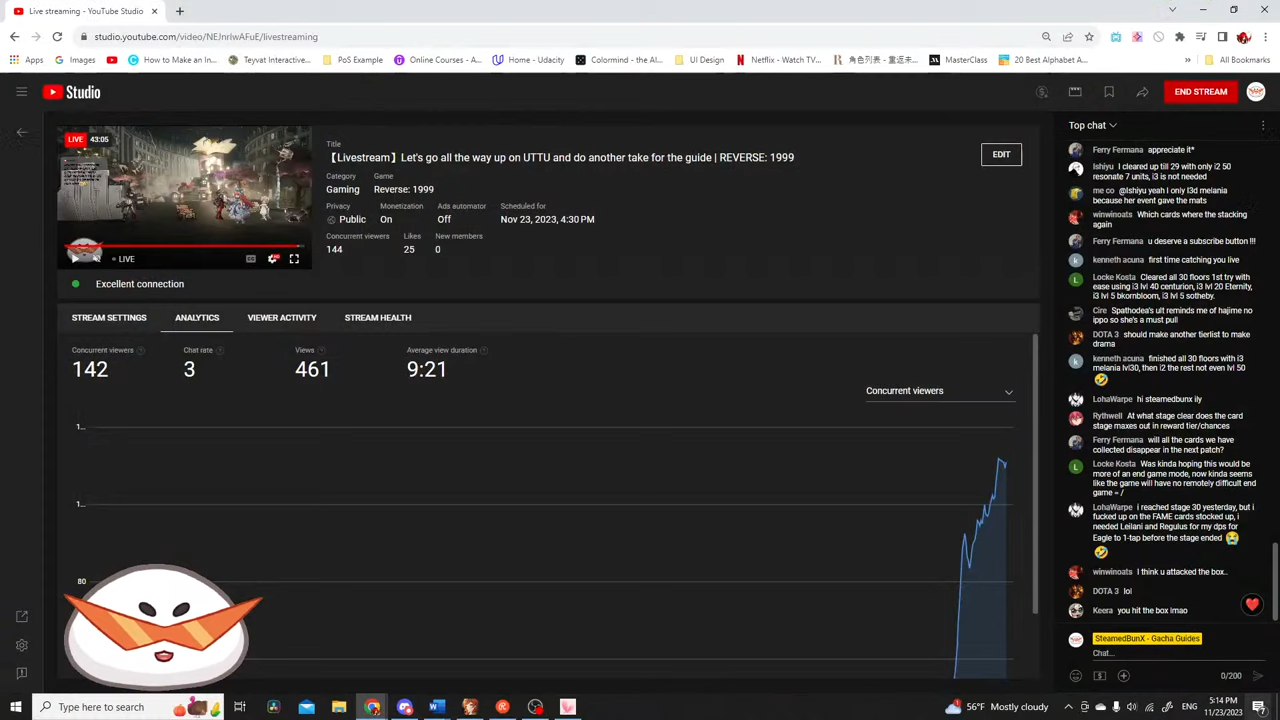 Live streaming - YouTube Studio
studio.youtube.com/video/NEJnrlwAFuE/livestreaming
Apps
Google Images
How to Make an In...
Teyvat Interactive...
PoS Example
Online Courses - A...
Home - Udacity
Colormind - the AI...
UI Design
Netflix - Watch TV...
角色列表 - 重返未...
MasterClass
20 Best Alphabet A...
All Bookmarks
Studio
END STREAM
LIVE 43:05
LIVE
Title
【Livestream】Let's go all the way up on UTTU and do another take for the guide | REVERSE: 1999
EDIT
Category Game
Gaming Reverse: 1999
Privacy Monetization Ads automator Scheduled for
Public On Off Nov 23, 2023, 4:30 PM
Concurrent viewers Likes New members
144 25 0
Excellent connection
STREAM SETTINGS ANALYTICS VIEWER ACTIVITY STREAM HEALTH
Concurrent viewers Chat rate Views Average view duration
142 3 461 9:21
Concurrent viewers
1...
1...
80
Top chat
Ferry Fermana appreciate it*
Ishiyu I cleared up till 29 with only i2 50
resonate 7 units, i3 is not needed
me co @Ishiyu yeah I only I3d melania
because her event gave the mats
winwinoats Which cards where the stacking
again
Ferry Fermana u deserve a subscribe button !!!
kenneth acuna first time catching you live
Locke Kosta Cleared all 30 floors 1st try with
ease using i3 lvl 40 centurion, i3 lvl 20 Eternity,
i3 lvl 5 bkornbloom, i3 lvl 5 sotheby.
Cire Spathodea's ult reminds me of hajime no
ippo so she's a must pull
DOTA 3 should make another tierlist to make
drama
kenneth acuna finished all 30 floors with i3
melania lvl30, then i2 the rest not even lvl 50
🤣
LohaWarpe hi steamedbunx ily
Rythwell At what stage clear does the card
stage maxes out in reward tier/chances
Ferry Fermana will all the cards we have
collected disappear in the next patch?
Locke Kosta Was kinda hoping this would be
more of an end game mode, now kinda seems
like the game will have no remotely difficult end
game = /
LohaWarpe i reached stage 30 yesterday, but i
fucked up on the FAME cards stocked up, i
needed Leilani and Regulus for my dps for
Eagle to 1-tap before the stage ended 😭
🤣
winwinoats I think u attacked the box..
DOTA 3 lol
Keera you hit the box lmao
SteamedBunX - Gacha Guides
Chat...
0/200
Type here to search
56°F Mostly cloudy
ENG
5:14 PM
11/23/2023